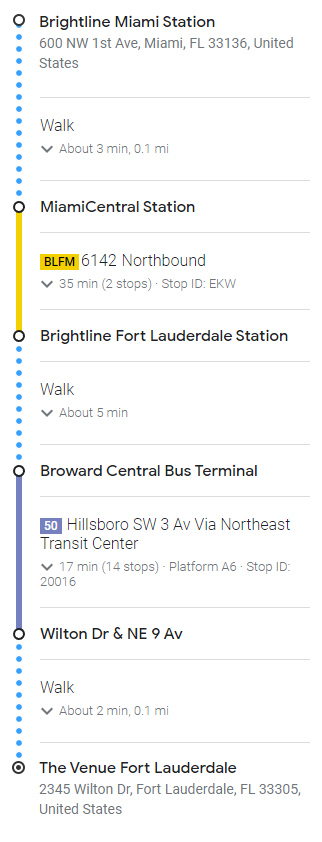 Brightline Miami Station
600 NW 1st Ave, Miami, FL 33136, United
States
Walk
About 3 min, 0.1 mi
MiamiCentral Station
BLFM 6142 Northbound
35 min (2 stops) · Stop ID: EKW
Brightline Fort Lauderdale Station
Walk
About 5 min
Broward Central Bus Terminal
50 Hillsboro SW 3 Av Via Northeast
Transit Center
17 min (14 stops) · Platform A6 · Stop ID:
20016
Wilton Dr & NE 9 Av
Walk
About 2 min, 0.1 mi
The Venue Fort Lauderdale
2345 Wilton Dr, Fort Lauderdale, FL 33305,
United States